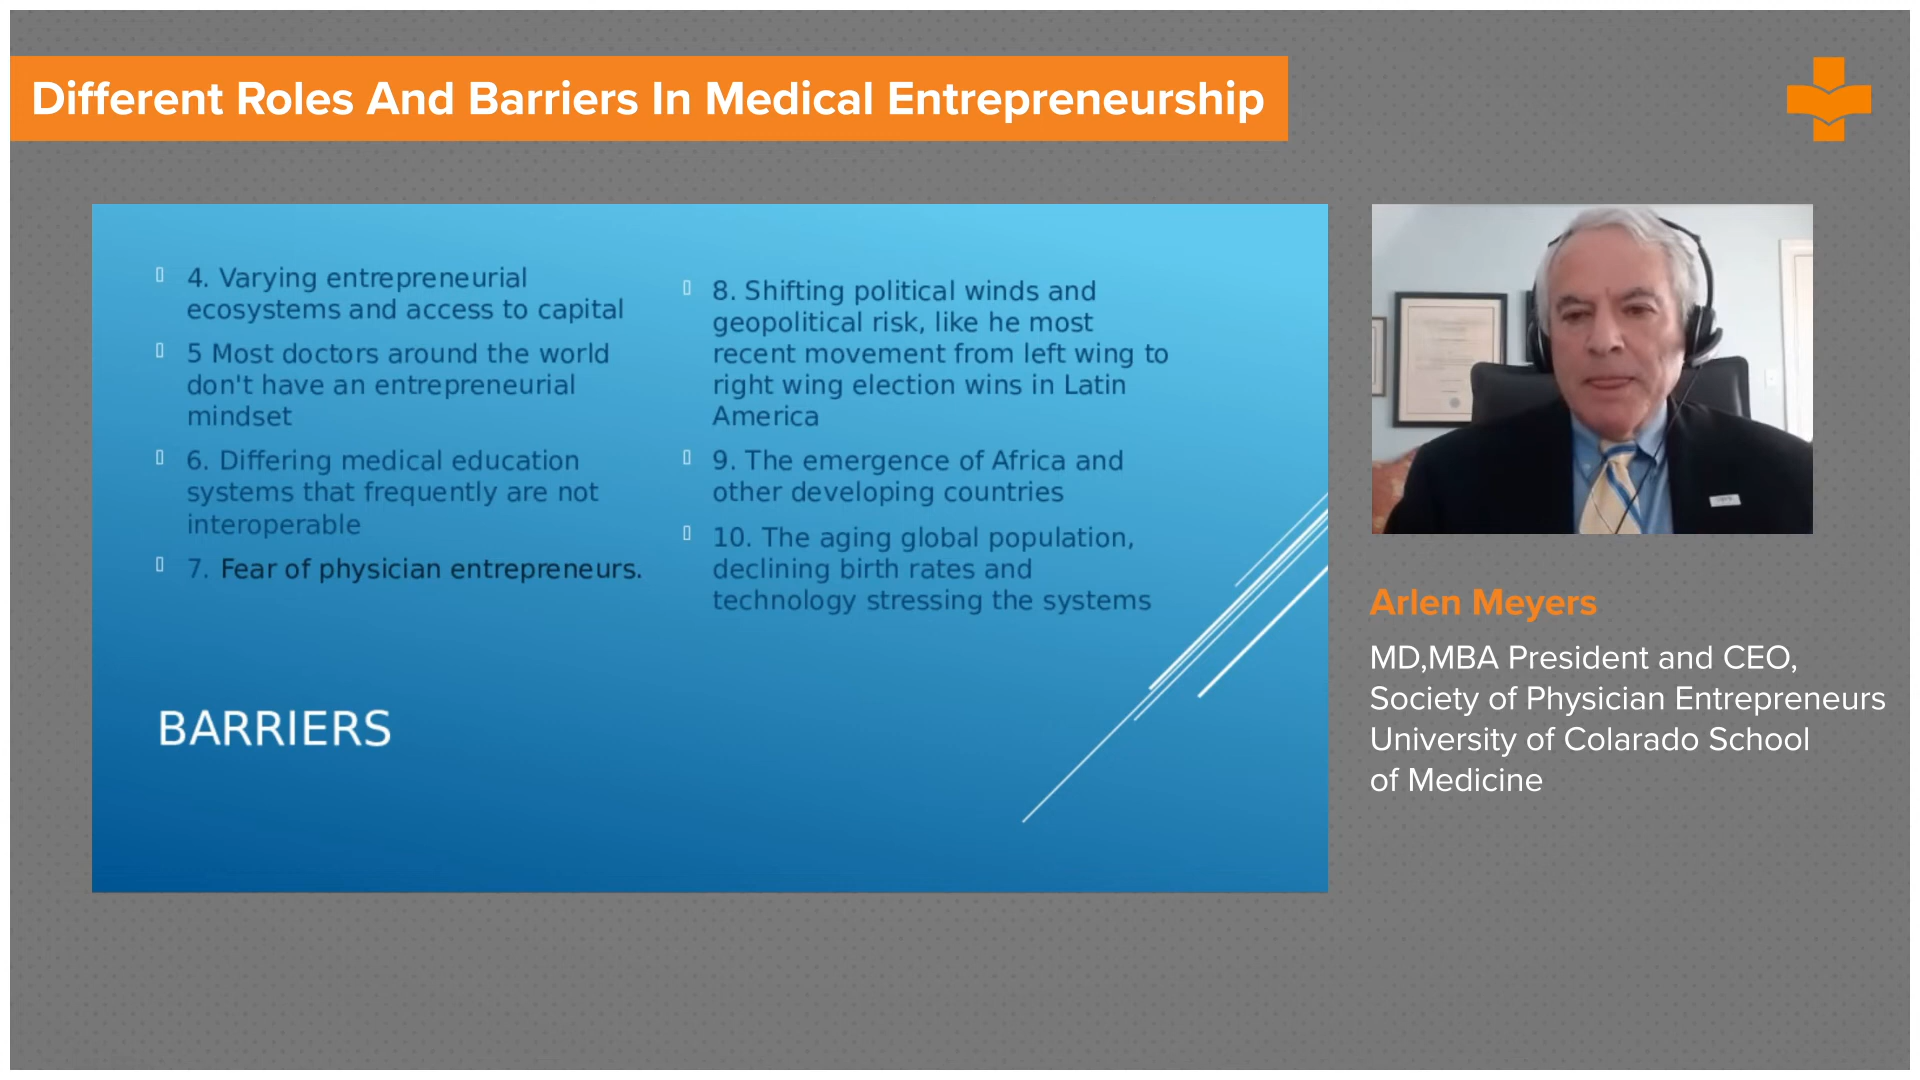 Different Roles And Barriers In Medical Entrepreneurship
4. Varying entrepreneurial
ecosystems and access to capital
5 Most doctors around the world
don't have an entrepreneurial
mindset
6. Differing medical education
systems that frequently are not
interoperable
7. Fear of physician entrepreneurs.
8. Shifting political winds and
geopolitical risk, like he most
recent movement from left wing to
right wing election wins in Latin
America
9. The emergence of Africa and
other developing countries
10. The aging global population,
declining birth rates and
technology stressing the systems
BARRIERS
Arlen Meyers
MD,MBA President and CEO,
Society of Physician Entrepreneurs
University of Colarado School
of Medicine